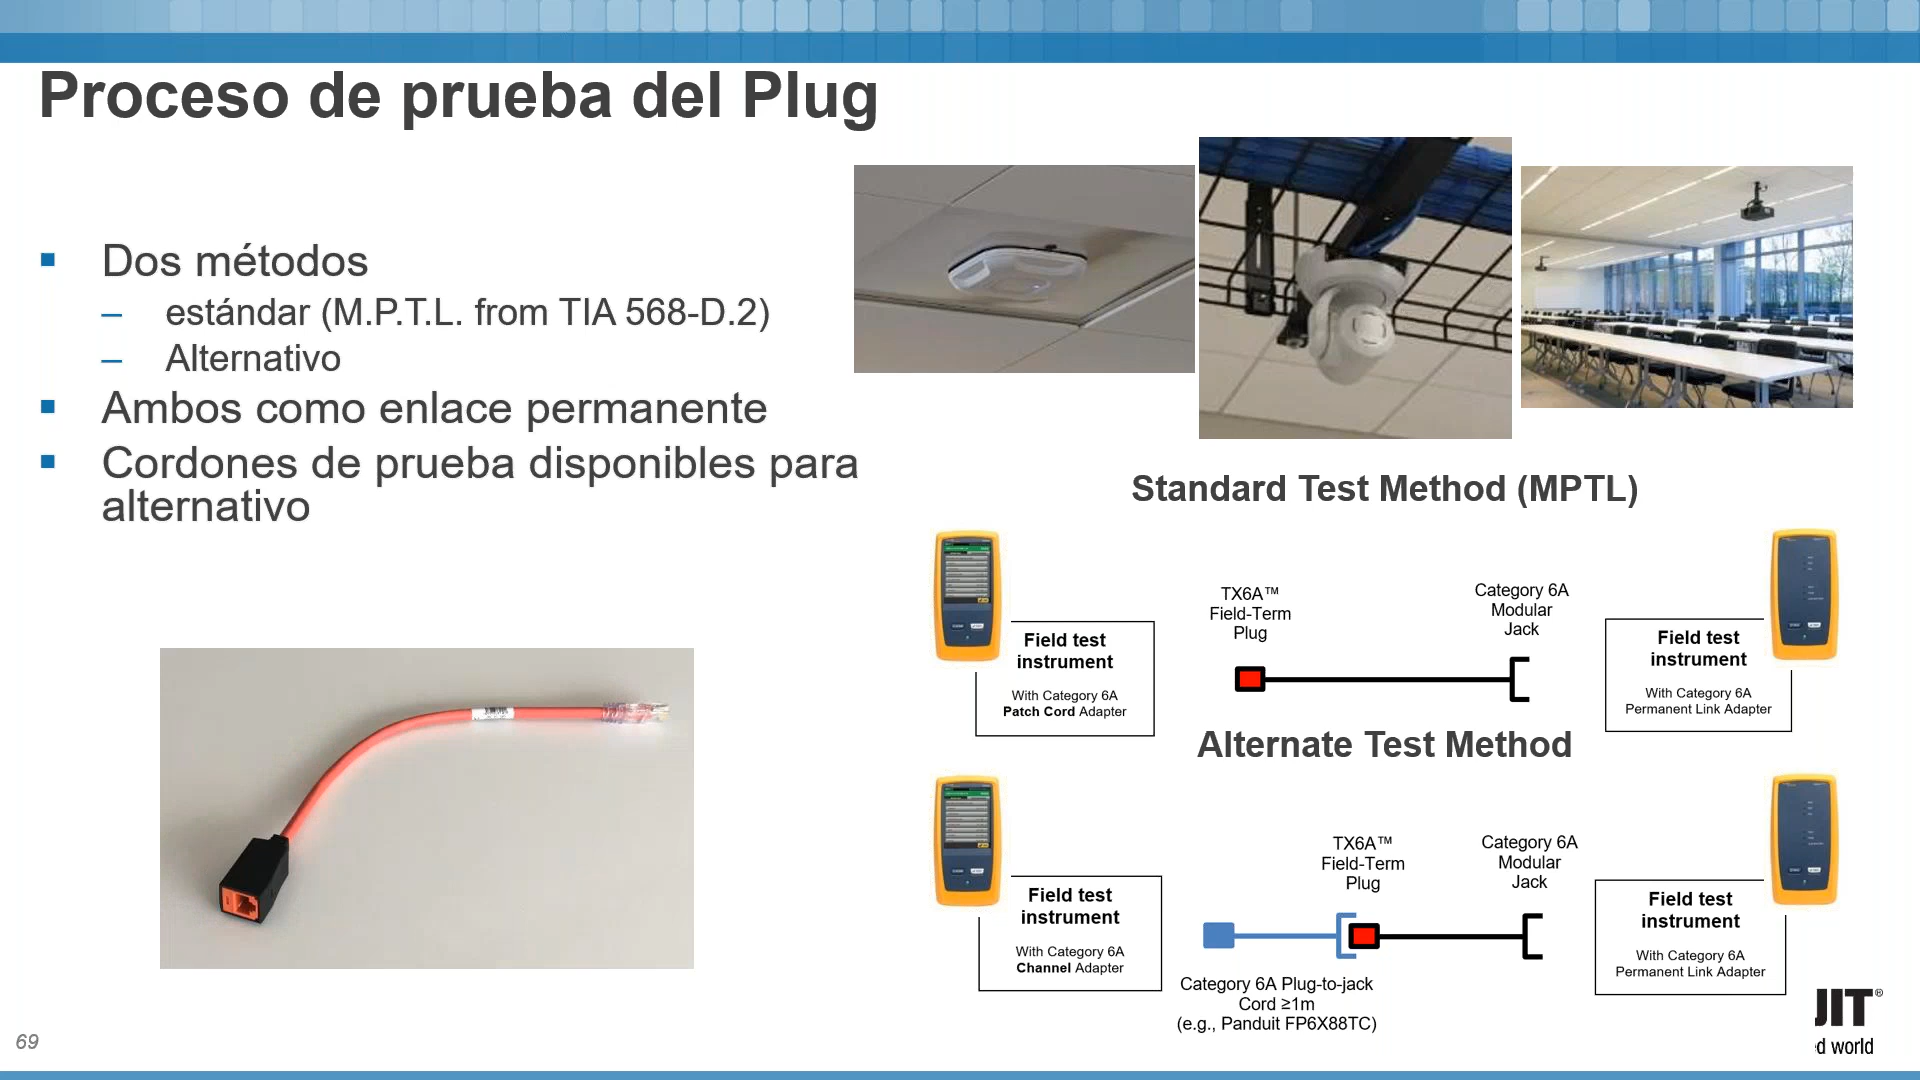 Proceso de prueba del Plug
Dos métodos
– estándar (M.P.T.L. from TIA 568-D.2)
– Alternativo
Ambos como enlace permanente
Cordones de prueba disponibles para
alternativo
Standard Test Method (MPTL)
TX6A™
Field-Term
Plug
Category 6A
Modular
Jack
Field test
instrument
With Category 6A
Patch Cord Adapter
Field test
instrument
With Category 6A
Permanent Link Adapter
Alternate Test Method
TX6A™
Field-Term
Plug
Category 6A
Modular
Jack
Field test
instrument
With Category 6A
Channel Adapter
Field test
instrument
With Category 6A
Permanent Link Adapter
Category 6A Plug-to-jack
Cord ≥1m
(e.g., Panduit FP6X88TC)
UIT®
d world
69